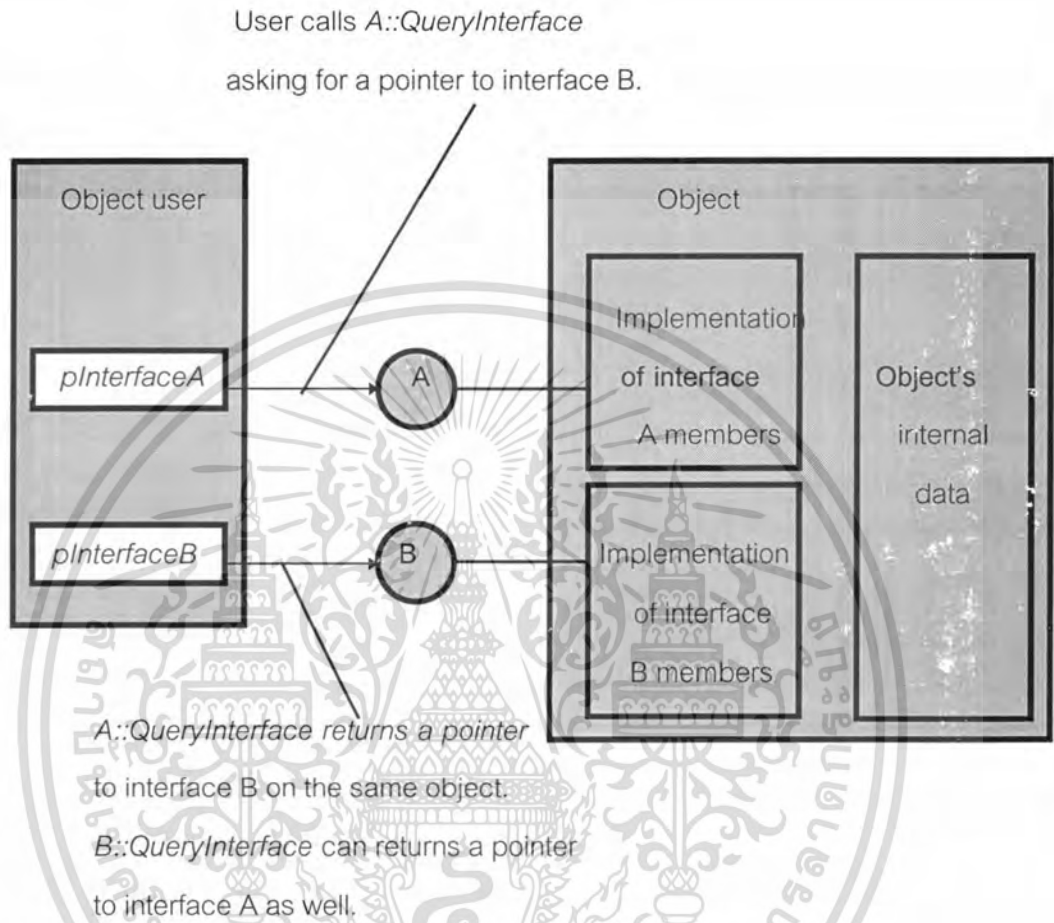 User calls A::QueryInterface
asking for a pointer to interface B.
Object user
Object
pInterfaceA
A
Implementation
of interface
A members
Object's
internal
data
pInterfaceB
B
Implementation
of interface
B members
A::QueryInterface returns a pointer
to interface B on the same object.
B::QueryInterface can returns a pointer
to interface A as well.